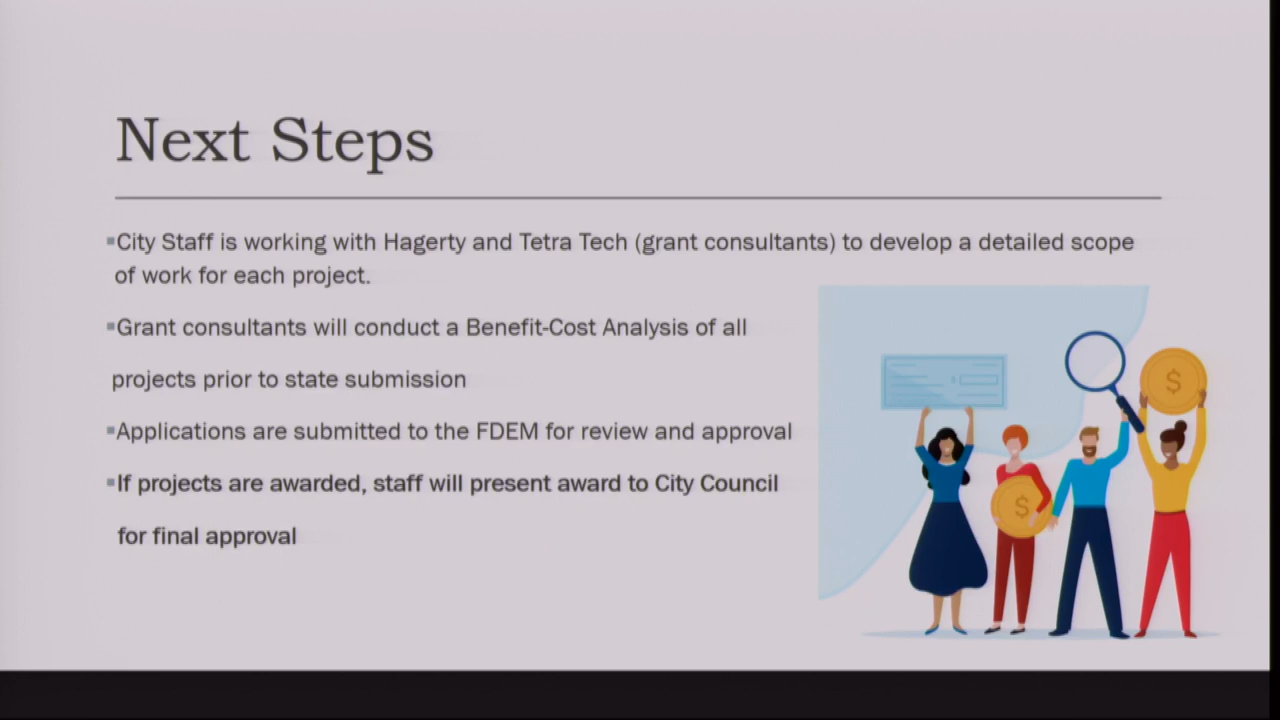 Next Steps
▪City Staff is working with Hagerty and Tetra Tech (grant consultants) to develop a detailed scope
of work for each project.
▪Grant consultants will conduct a Benefit-Cost Analysis of all
projects prior to state submission
▪Applications are submitted to the FDEM for review and approval
▪If projects are awarded, staff will present award to City Council
for final approval
$
$
$